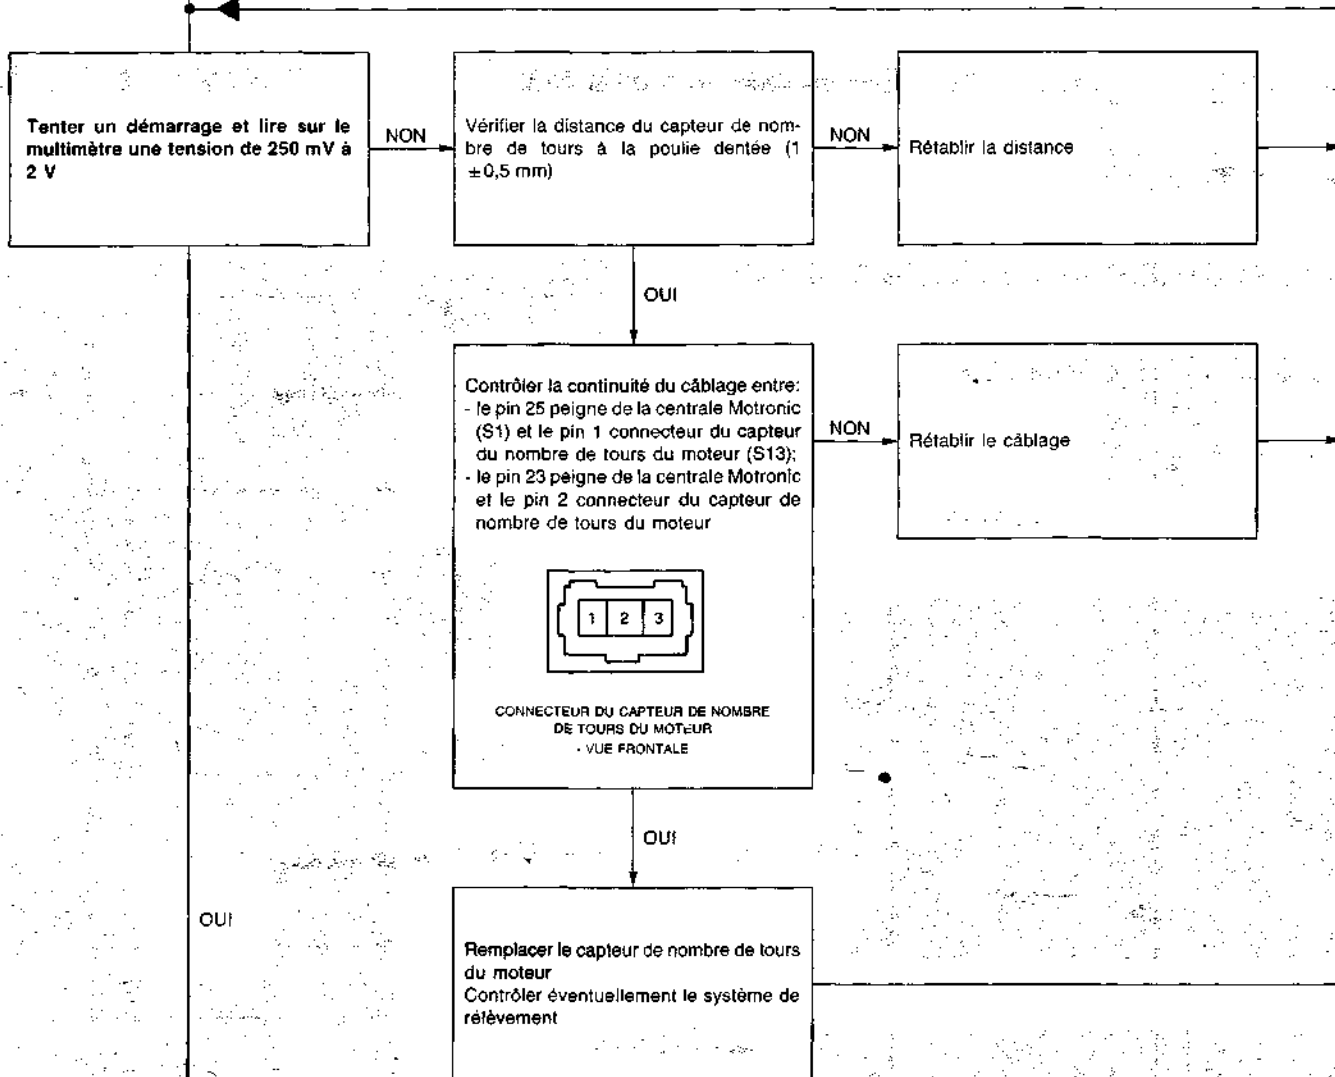 Tenter un démarrage et lire sur le
multimètre une tension de 250 mV à
2 V
NON
Vérifier la distance du capteur de nom-
bre de tours à la poulie dentée (1
±0,5 mm)
NON
Rétablir la distance
OUI
Contrôler la continuité du câblage entre:
- le pin 25 peigne de la centrale Motronic
(S1) et le pin 1 connecteur du capteur
du nombre de tours du moteur (S13);
- le pin 23 peigne de la centrale Motronic
et le pin 2 connecteur du capteur de
nombre de tours du moteur
NON
Rétablir le câblage
1 2 3
CONNECTEUR DU CAPTEUR DE NOMBRE
DE TOURS DU MOTEUR
- VUE FRONTALE
OUI
OUI
Remplacer le capteur de nombre de tours
du moteur
Contrôler éventuellement le système de
rélèvement